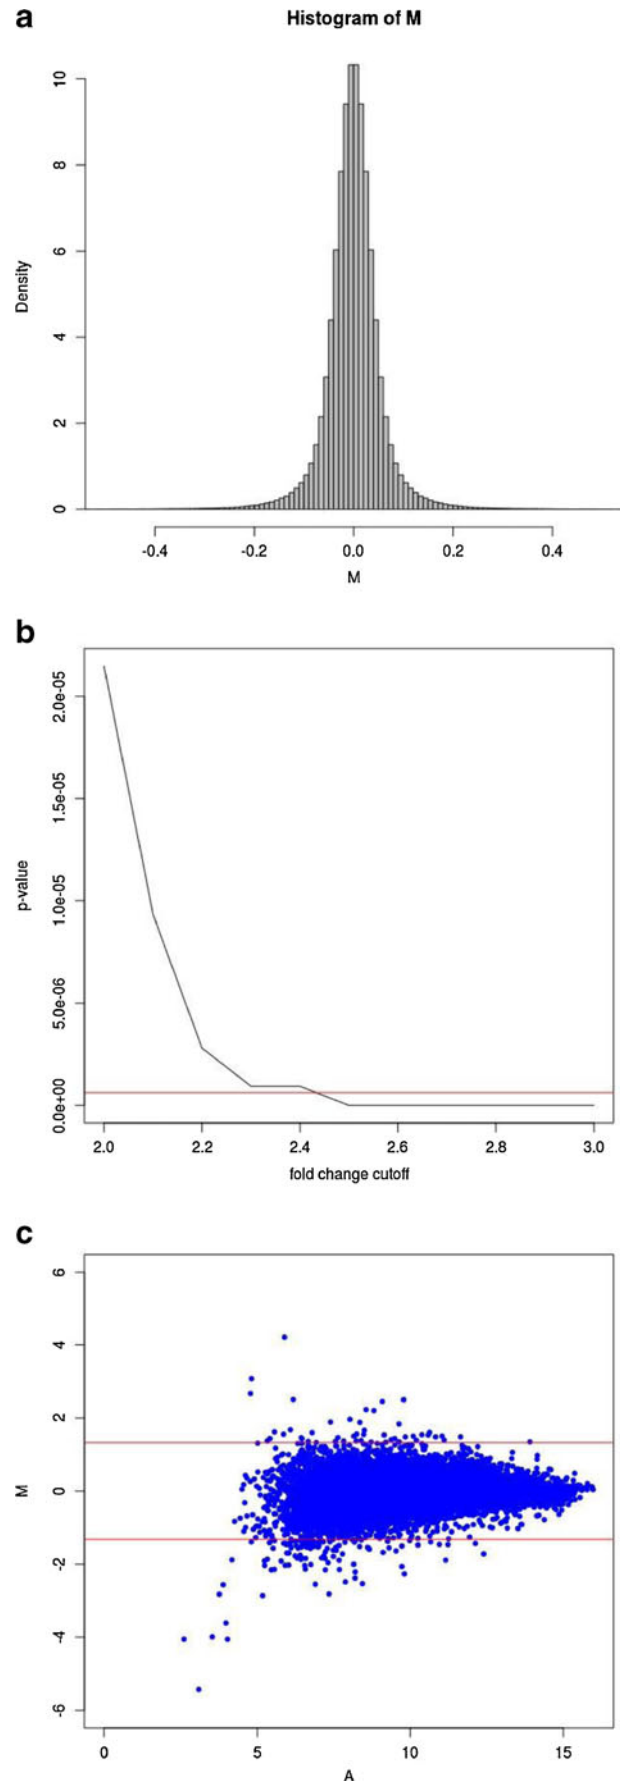 a
Histogram of M
10
8
6
4
2
0
Density
-0.4 -0.2 0.0 0.2 0.4
M
b
2.0e-05
1.5e-05
1.0e-05
5.0e-06
0.0e+00
p-value
2.0 2.2 2.4 2.6 2.8 3.0
fold change cutoff
c
6
4
2
0
-2
-4
-6
M
0 5 10 15
A